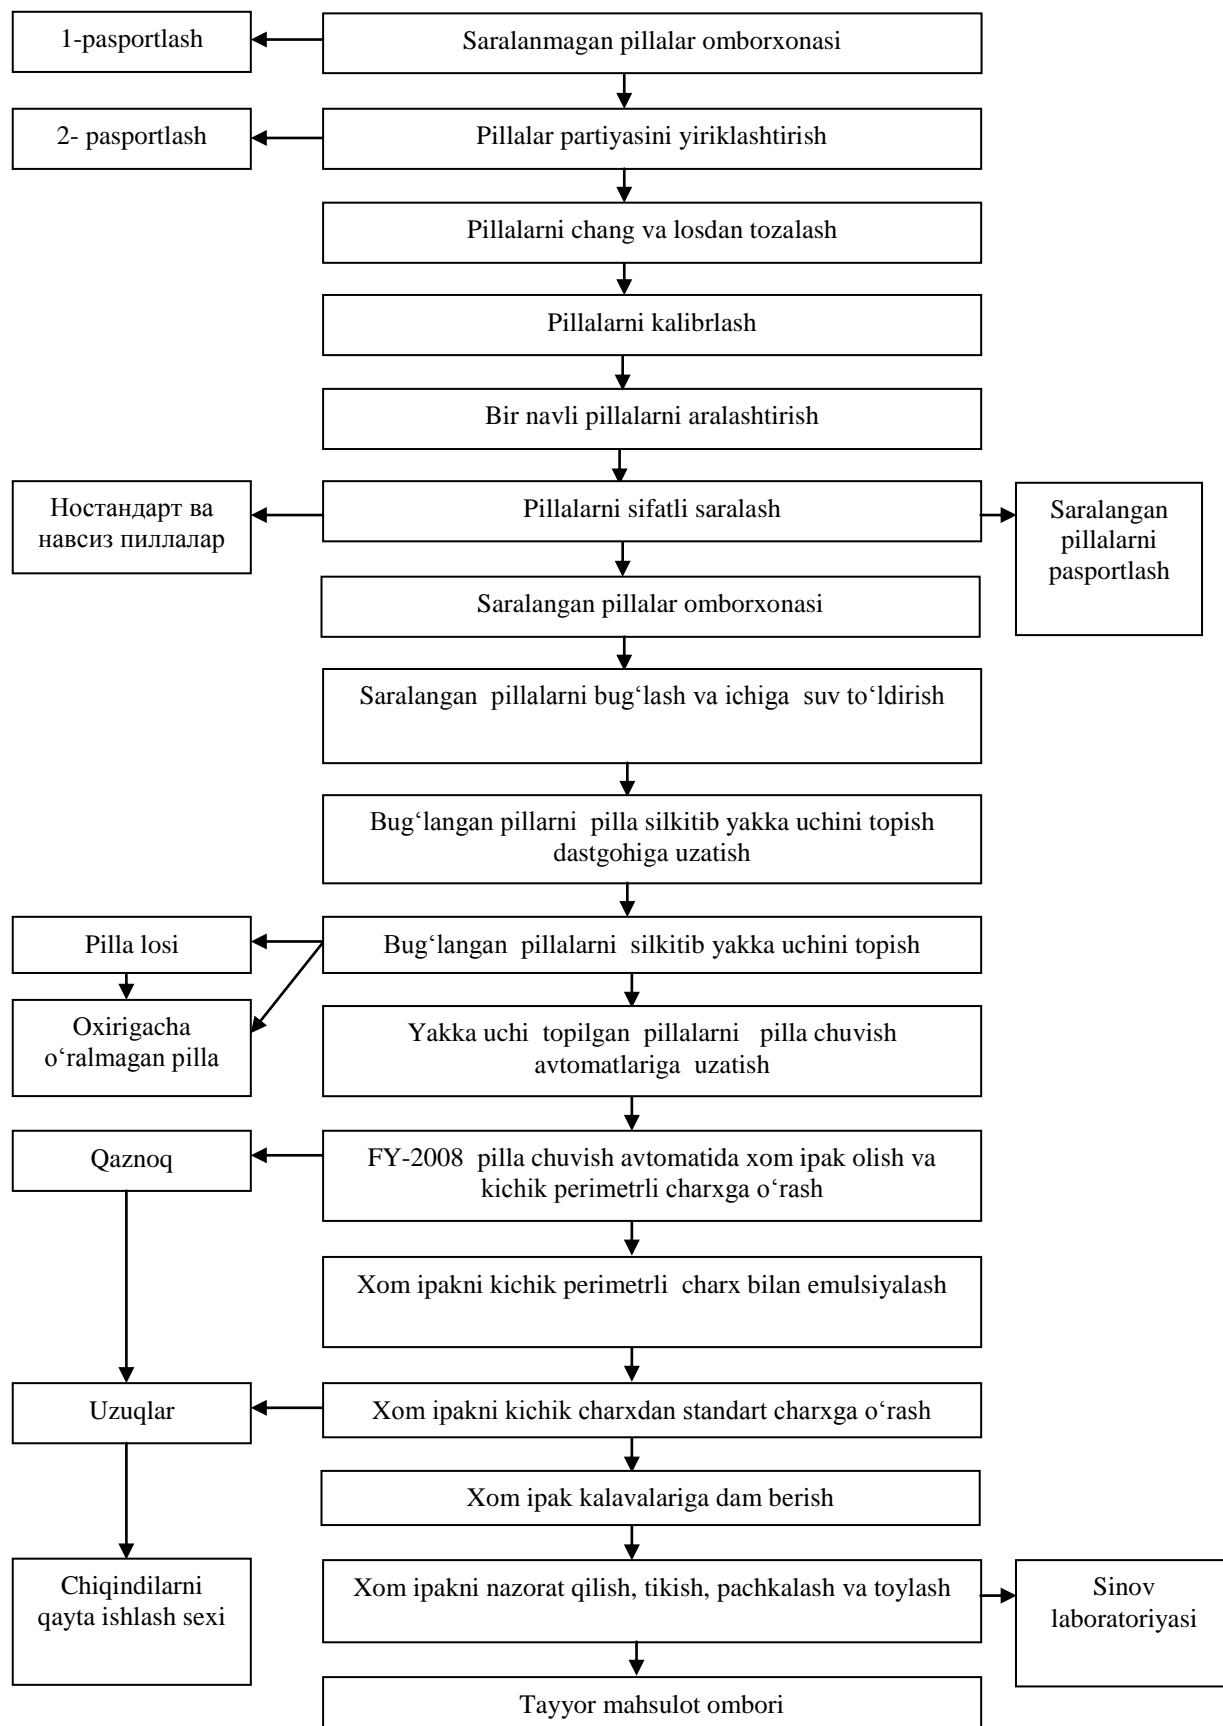 1-pasportlash
Saralanmagan pillalar omborxonasi
2- pasportlash
Pillalar partiyasini yiriklashtirish
Pillalarni chang va losdan tozalash
Pillalarni kalibrlash
Bir navli pillalarni aralashtirish
Ностандарт ва
навсиз пиллалар
Pillalarni sifatli saralash
Saralangan
pillalarni
pasportlash
Saralangan pillalar omborxonasi
Saralangan pillalarni bug‘lash va ichiga suv to‘ldirish
Bug‘langan pillarni pilla silkitib yakka uchini topish
dastgohiga uzatish
Pilla losi
Bug‘langan pillalarni silkitib yakka uchini topish
Oxirigacha
o‘ralmagan pilla
Yakka uchi topilgan pillalarni pilla chuvish
avtomatlariga uzatish
Qaznoq
FY-2008 pilla chuvish avtomatida xom ipak olish va
kichik perimetrli charxga o‘rash
Xom ipakni kichik perimetrli charx bilan emulsiyalash
Uzuqlar
Xom ipakni kichik charxdan standart charxga o‘rash
Xom ipak kalavalariga dam berish
Chiqindilarni
qayta ishlash sexi
Xom ipakni nazorat qilish, tikish, pachkalash va toylash
Sinov
laboratoriyasi
Tayyor mahsulot ombori